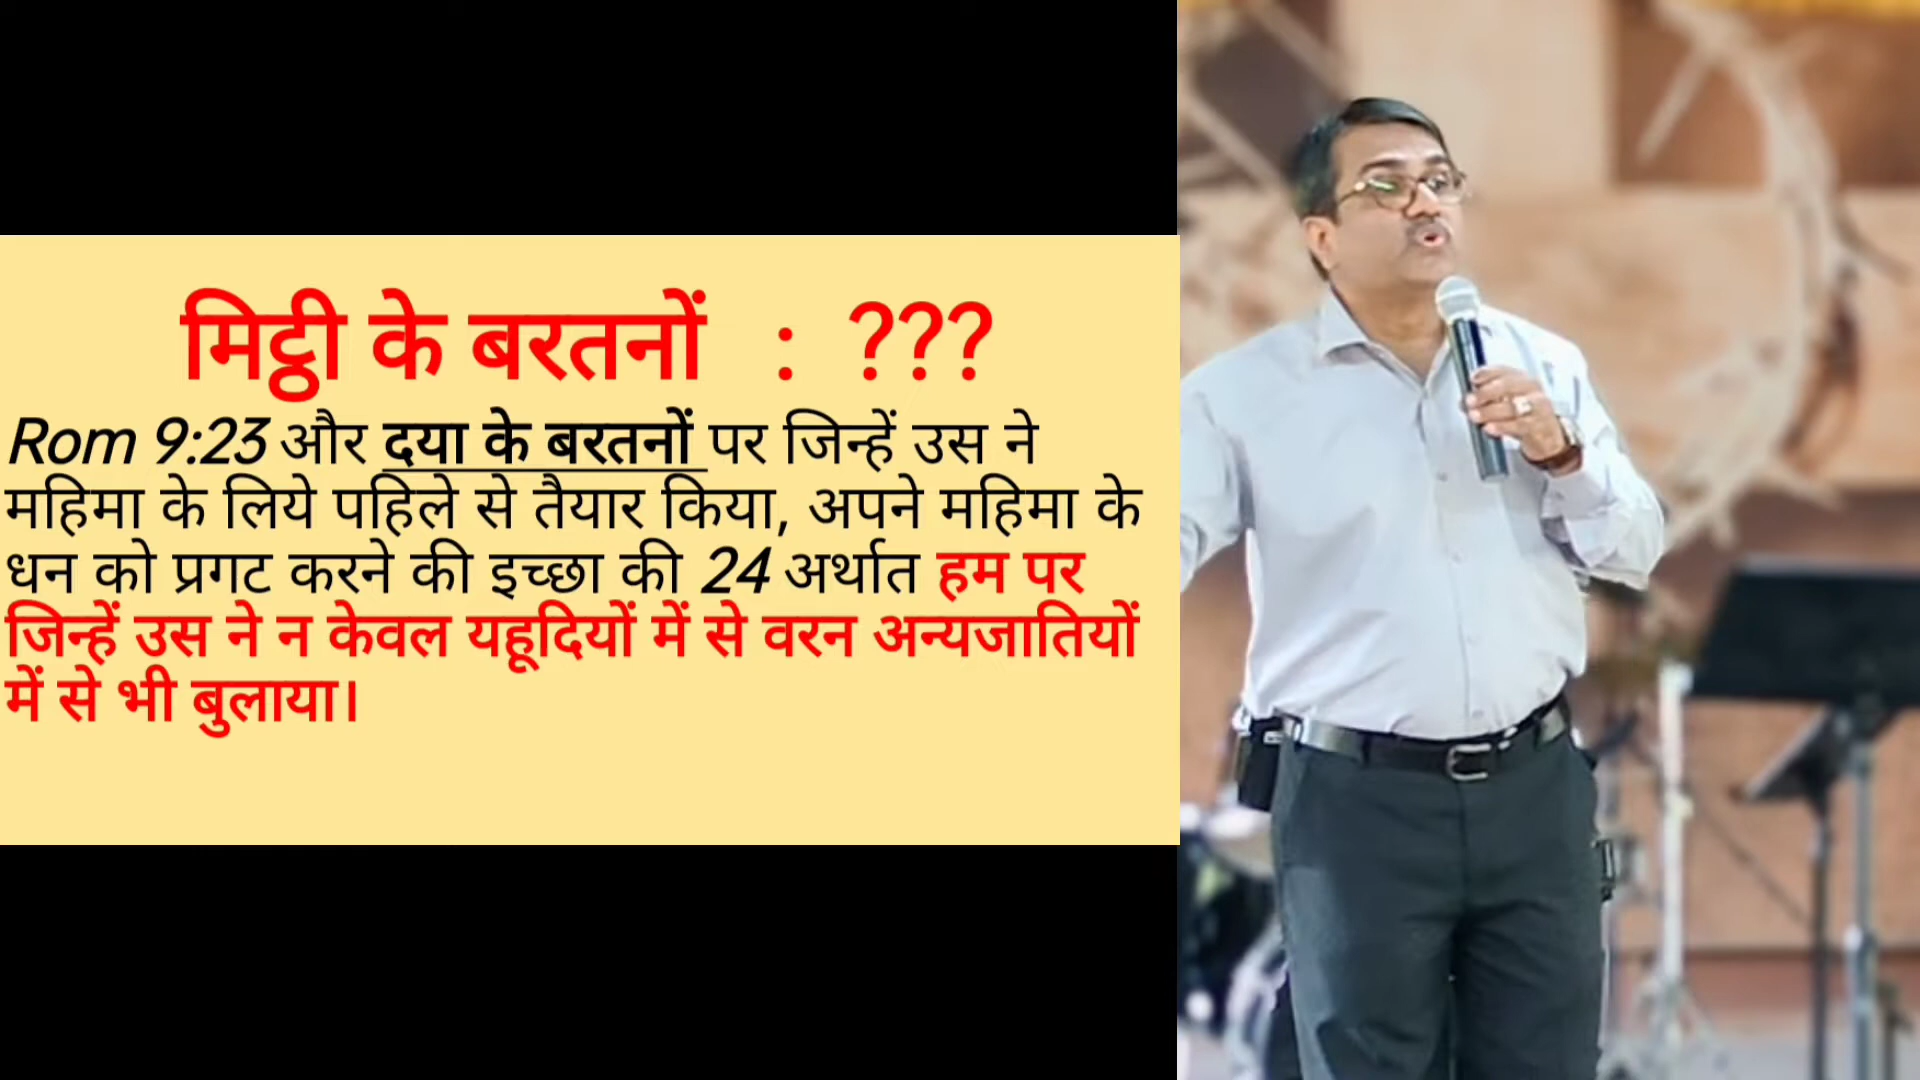 मिट्ठी के बरतनों : ???
Rom 9:23 और दया के बरतनों पर जिन्हें उस ने
महिमा के लिये पहिले से तैयार किया, अपने महिमा के
धन को प्रगट करने की इच्छा की 24 अर्थात हम पर
जिन्हें उस ने न केवल यहूदियों में से वरन अन्यजातियों
में से भी बुलाया।